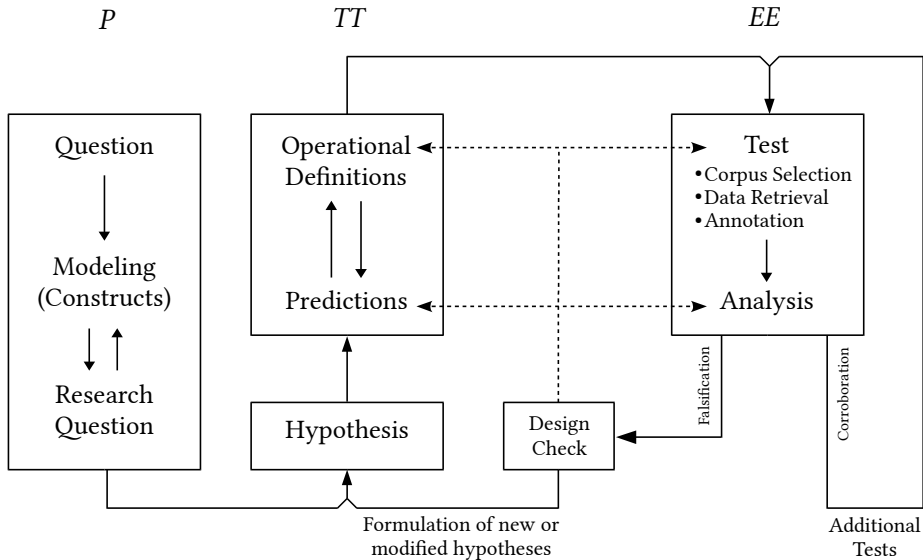 P
TT
EE
Question
Modeling
(Constructs)
Research
Question
Operational
Definitions
Predictions
Hypothesis
Test
•Corpus Selection
•Data Retrieval
•Annotation
Analysis
Falsification
Corroboration
Design
Check
Formulation of new or
modified hypotheses
Additional
Tests